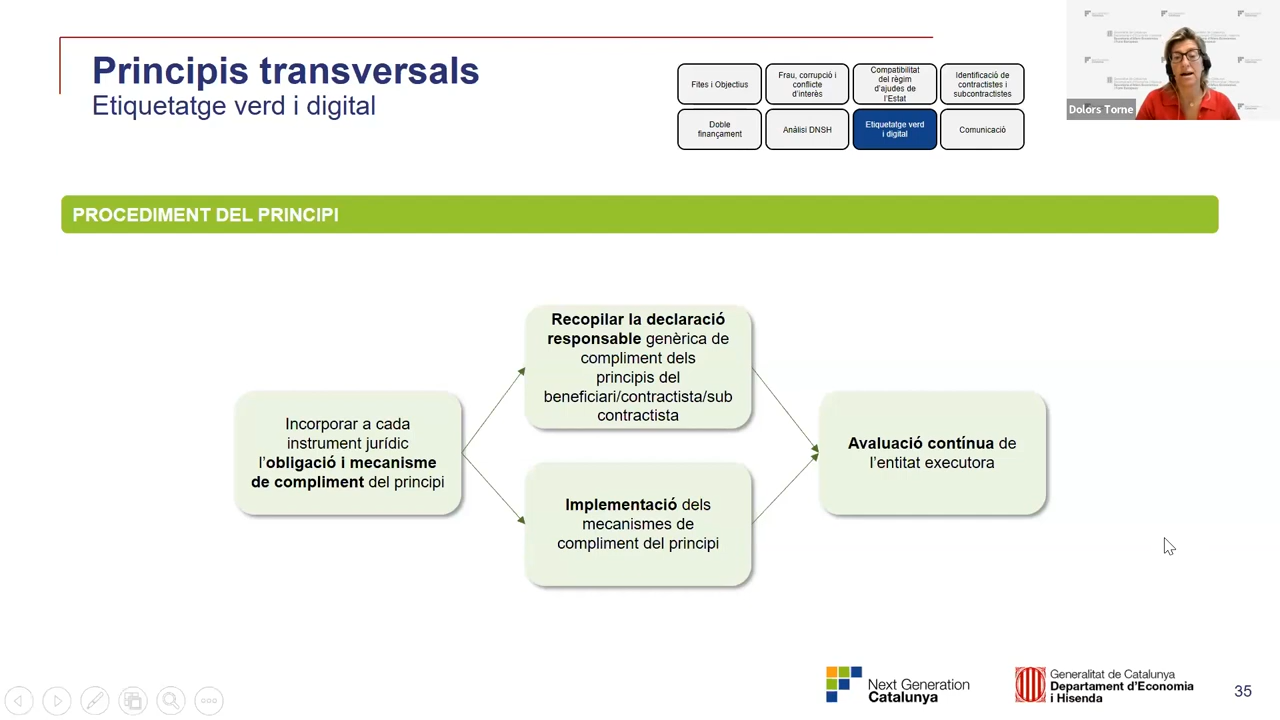 Principis transversals
Etiquetatge verd i digital
Fites i Objectius
Frau, corrupció i
conflicte
d'interès
Compatibilitat
del règim
d'ajudes de
l'Estat
Identificació de
contractistes i
subcontractistes
Doble
finançament
Anàlisi DNSH
Etiquetatge verd
i digital
Comunicació
Dolors Torne
PROCEDIMENT DEL PRINCIPI
Incorporar a cada
instrument jurídic
l'obligació i mecanisme
de compliment del principi
Recopilar la declaració
responsable genèrica de
compliment dels
principis del
beneficiari/contractista/sub
contractista
Implementació dels
mecanismes de
compliment del principi
Avaluació contínua de
l'entitat executora
Next Generation
Catalunya
Generalitat de Catalunya
Departament d'Economia
i Hisenda
35